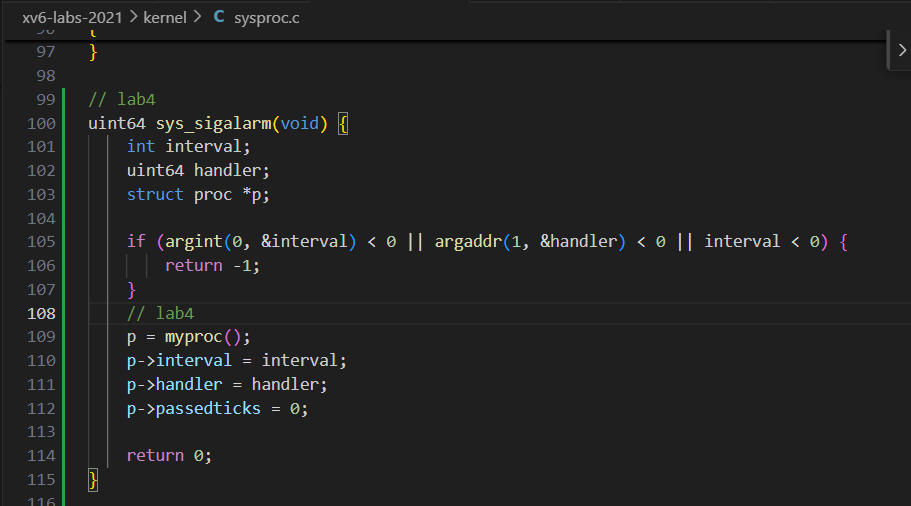 xv6-labs-2021 > kernel > C sysproc.c
96 {
97 }
98
99 // lab4
100 uint64 sys_sigalarm(void) {
101     int interval;
102     uint64 handler;
103     struct proc *p;
104
105     if (argint(0, &interval) < 0 || argaddr(1, &handler) < 0 || interval < 0) {
106         return -1;
107     }
108     // lab4
109     p = myproc();
110     p->interval = interval;
111     p->handler = handler;
112     p->passedticks = 0;
113
114     return 0;
115 }
116